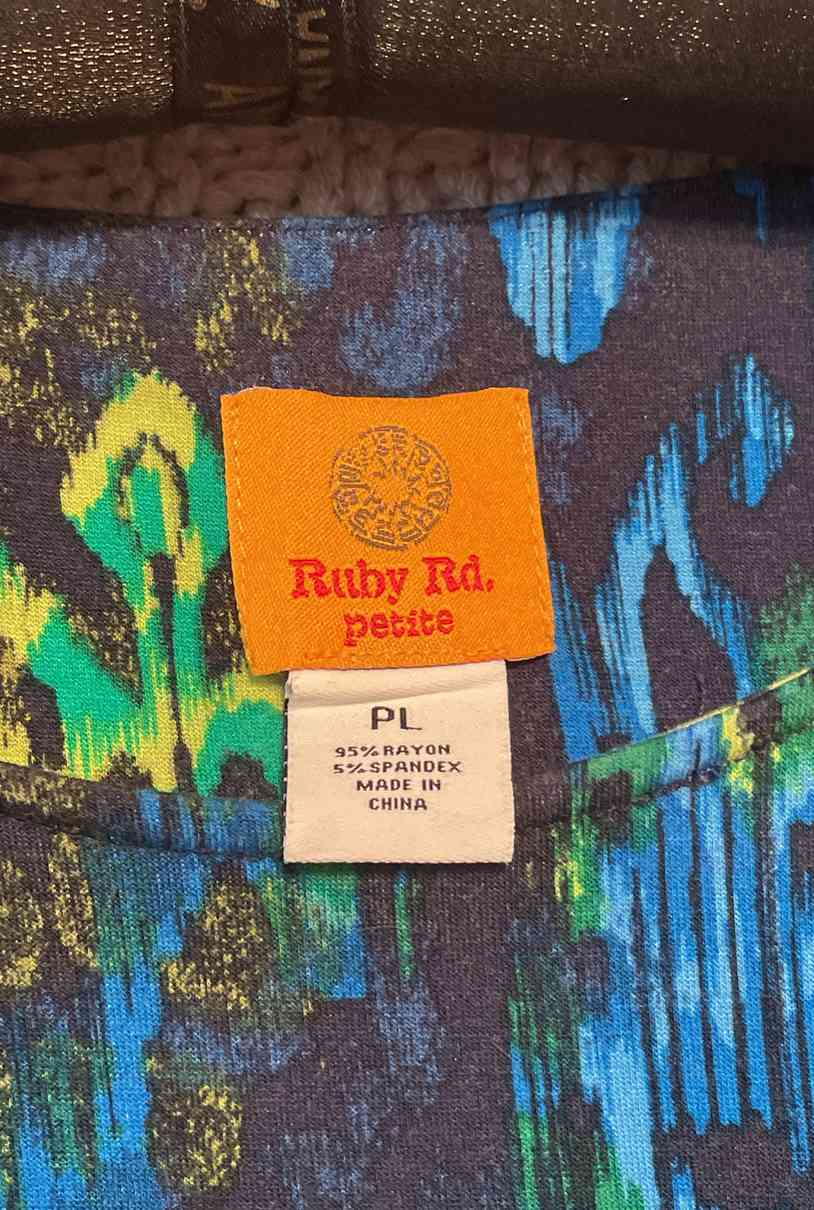 Ruby Rd.
petite
PL
95% RAYON
5% SPANDEX
MADE IN
CHINA